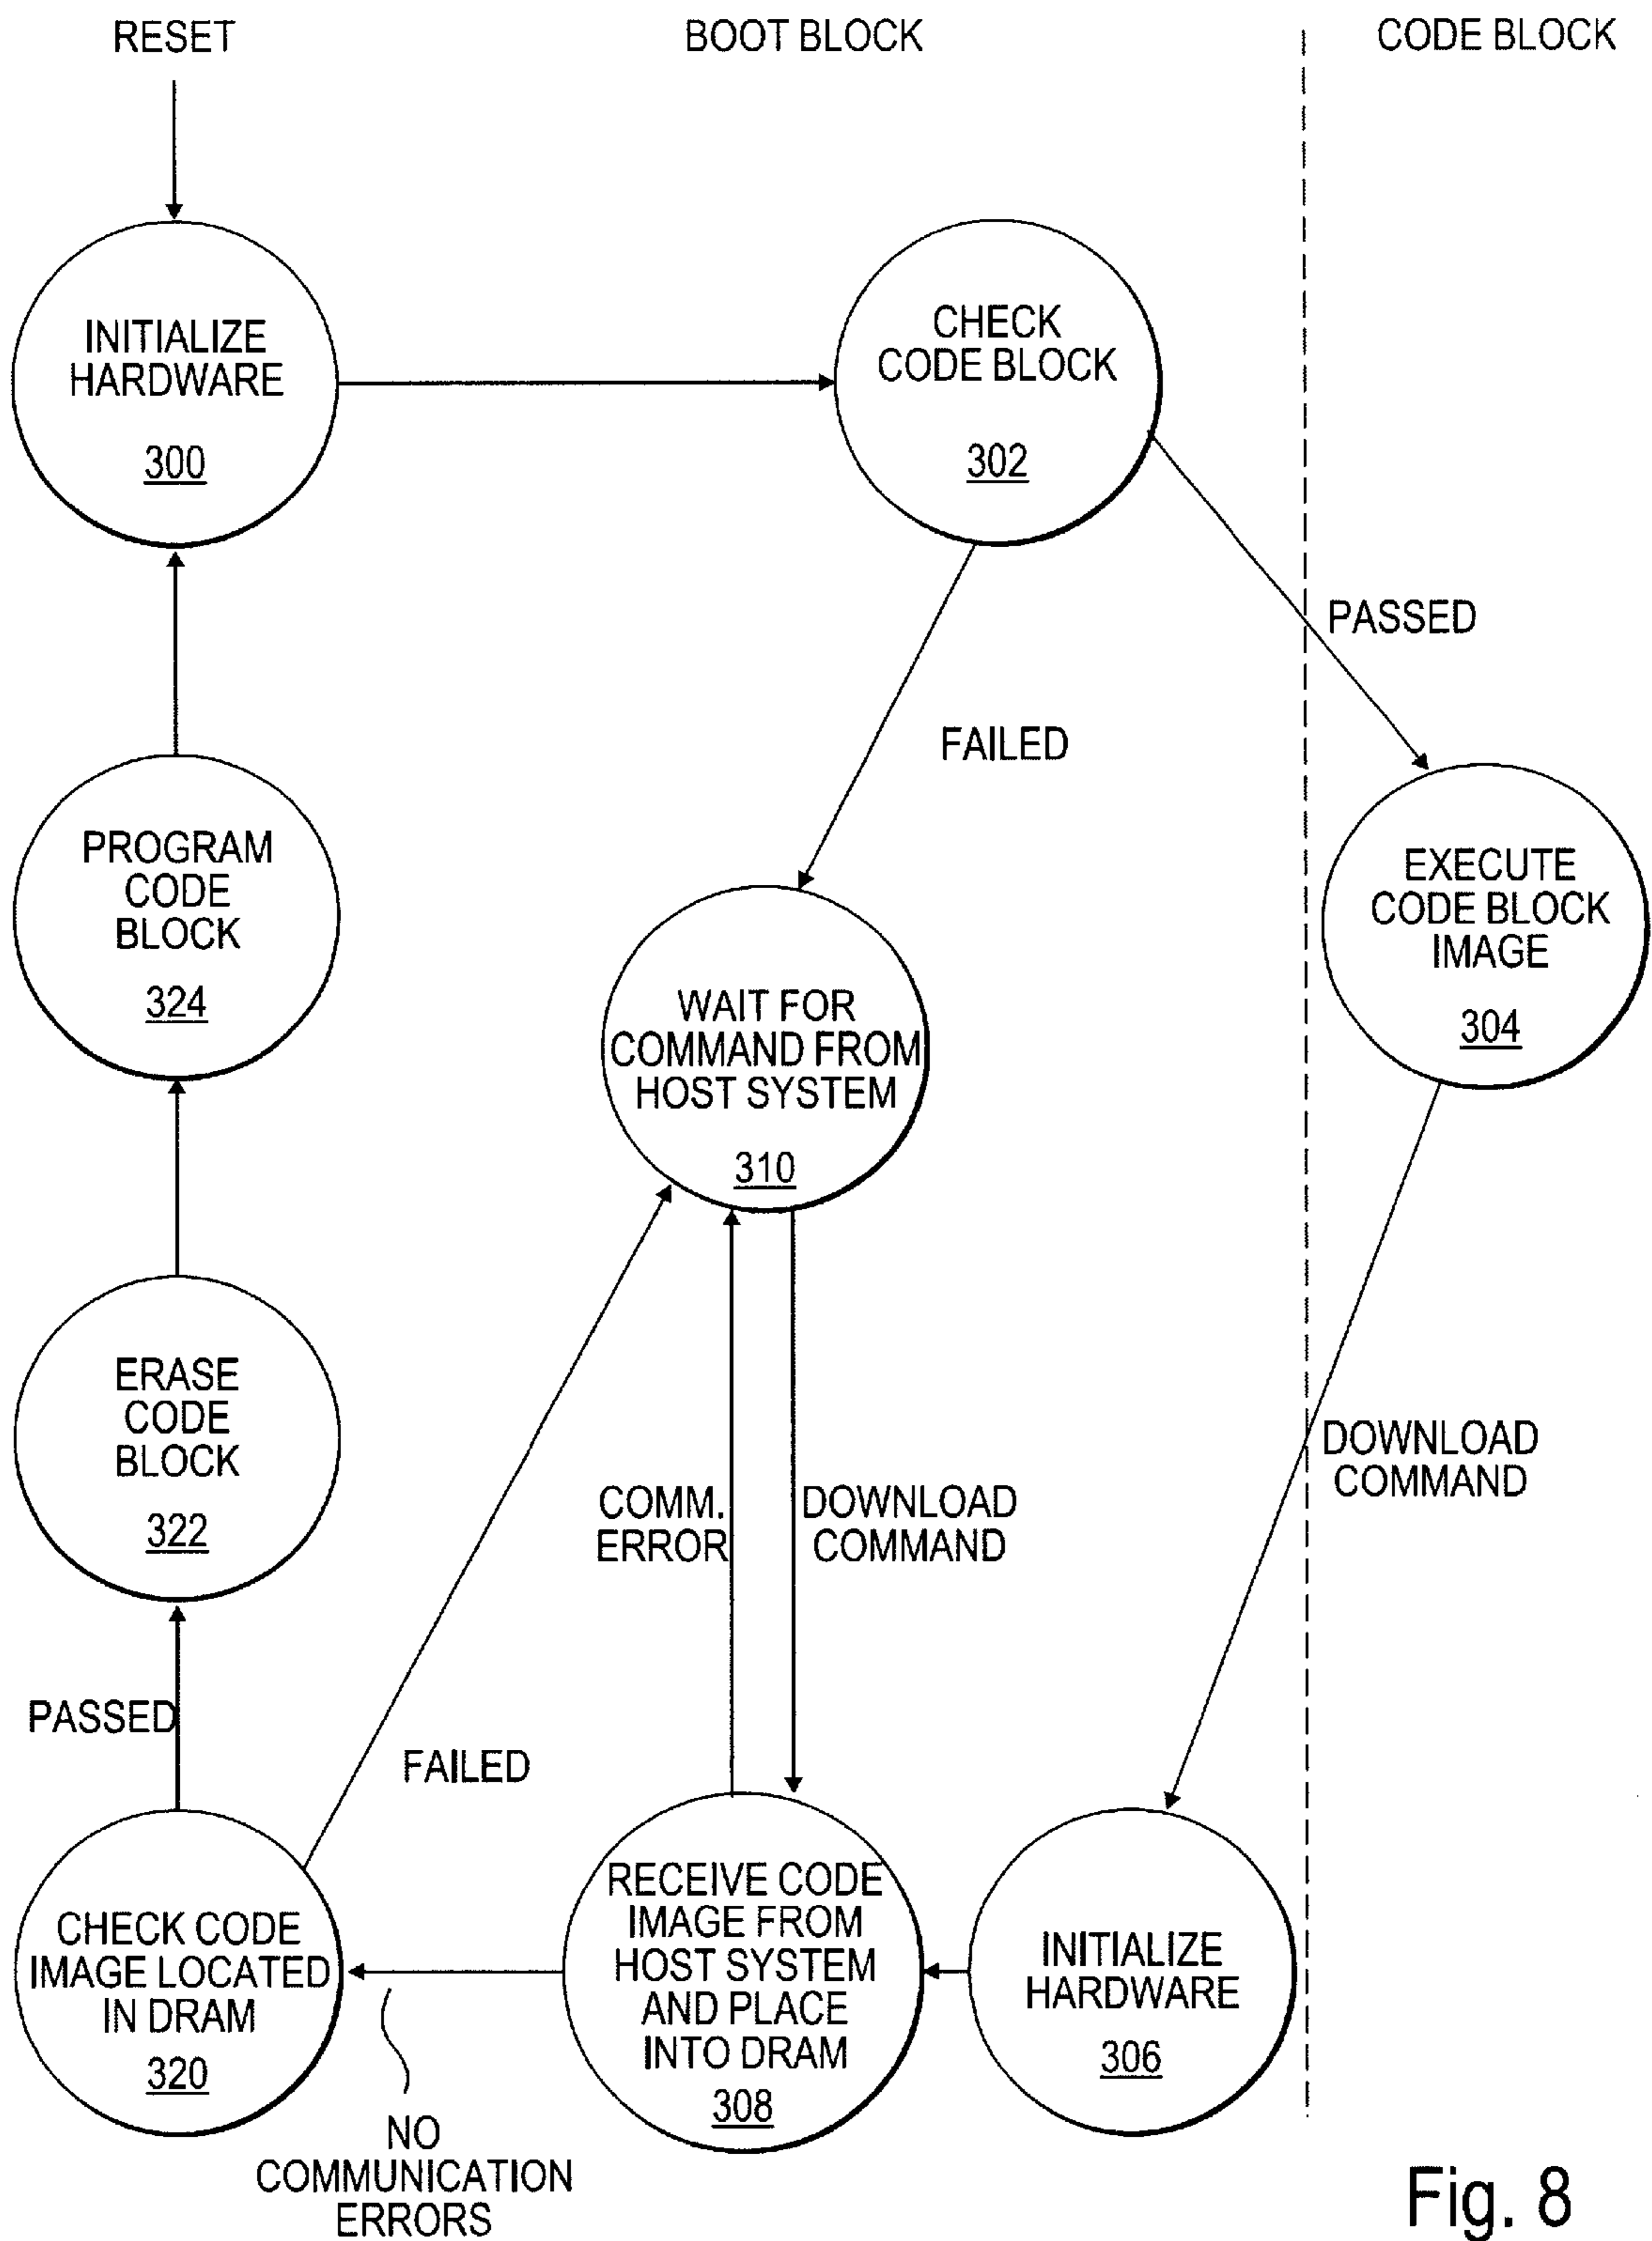 RESET
BOOT BLOCK
CODE BLOCK
INITIALIZE
HARDWARE
300
CHECK
CODE BLOCK
302
PASSED
FAILED
PROGRAM
CODE
BLOCK
324
EXECUTE
CODE BLOCK
IMAGE
304
WAIT FOR
COMMAND FROM
HOST SYSTEM
310
ERASE
CODE
BLOCK
322
COMM.
ERROR
DOWNLOAD
COMMAND
DOWNLOAD
COMMAND
PASSED
FAILED
CHECK CODE
IMAGE LOCATED
IN DRAM
320
RECEIVE CODE
IMAGE FROM
HOST SYSTEM
AND PLACE
INTO DRAM
308
INITIALIZE
HARDWARE
306
NO
COMMUNICATION
ERRORS
Fig. 8